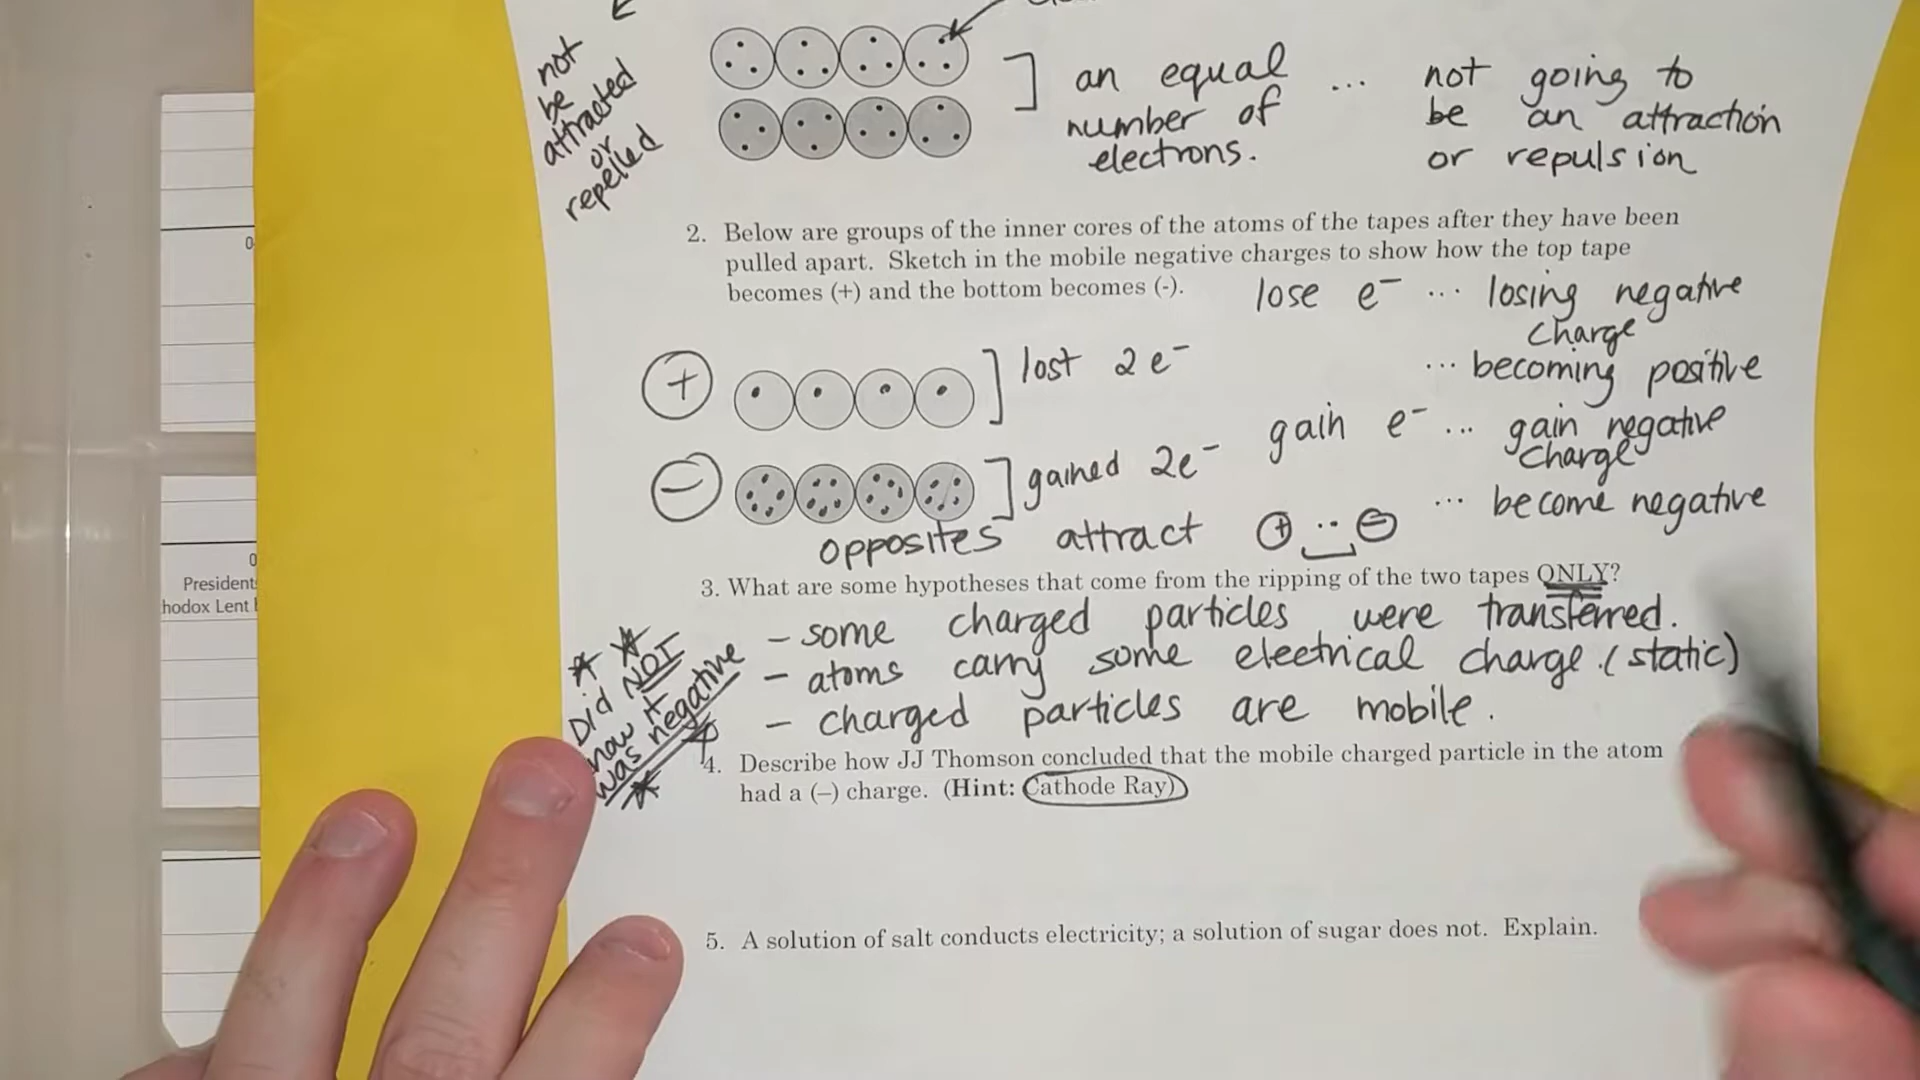 not
be
attracted
or
repelled
] an equal ... not going to
number of be an attraction
electrons. or repulsion
2. Below are groups of the inner cores of the atoms of the tapes after they have been
pulled apart. Sketch in the mobile negative charges to show how the top tape
becomes (+) and the bottom becomes (-).
lose e⁻ ... losing negative
charge
... becoming positive
+ ] lost 2 e⁻
gain e⁻ ... gain negative
charge
... become negative
− ] gained 2e⁻
opposites attract + −
3. What are some hypotheses that come from the ripping of the two tapes ONLY?
- some charged particles were transferred.
- atoms carry some electrical charge. (static)
- charged particles are mobile.
Did NOT
know it
was negative
4. Describe how JJ Thomson concluded that the mobile charged particle in the atom
had a (–) charge. (Hint: Cathode Ray)
5. A solution of salt conducts electricity; a solution of sugar does not. Explain.
0
0
President
hodox Lent